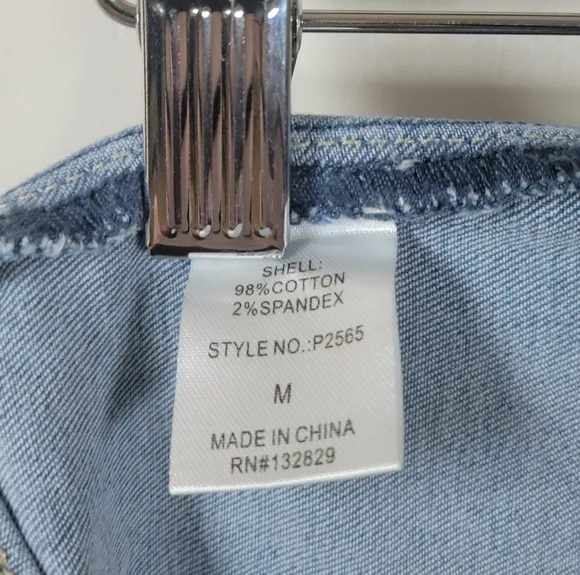 SHELL:
98%COTTON
2%SPANDEX
STYLE NO.:P2565
M
MADE IN CHINA
RN#132829